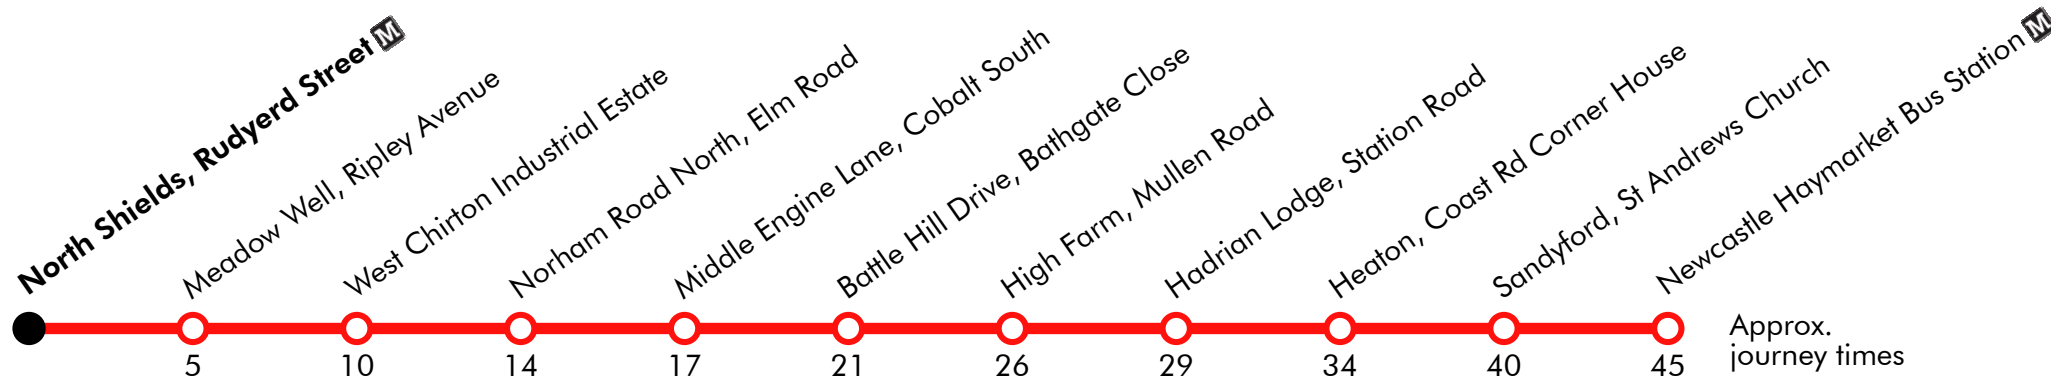 North Shields, Rudyerd Street M
Meadow Well, Ripley Avenue
West Chirton Industrial Estate
Norham Road North, Elm Road
Middle Engine Lane, Cobalt South
Battle Hill Drive, Bathgate Close
High Farm, Mullen Road
Hadrian Lodge, Station Road
Heaton, Coast Rd Corner House
Sandyford, St Andrews Church
Newcastle Haymarket Bus Station M
5 10 14 17 21 26 29 34 40 45
Approx.
journey times